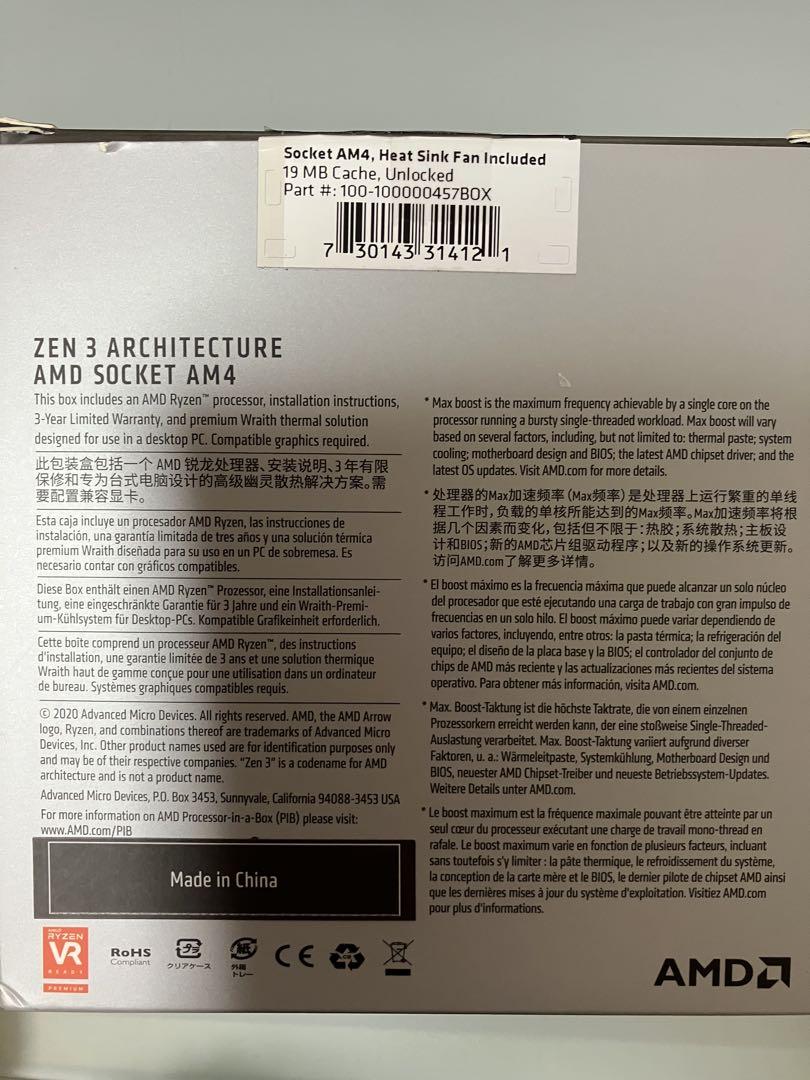 Socket AM4, Heat Sink Fan Included
19 MB Cache, Unlocked
Part #: 100-100000457BOX
7 30143 31412 1
ZEN 3 ARCHITECTURE
AMD SOCKET AM4
This box includes an AMD Ryzen™ processor, installation instructions,
3-Year Limited Warranty, and premium Wraith thermal solution
designed for use in a desktop PC. Compatible graphics required.
此包装盒包括一个 AMD 锐龙处理器、安装说明、3 年有限
保修和专为台式电脑设计的高级幽灵散热解决方案。需
要配置兼容显卡。
Esta caja incluye un procesador AMD Ryzen, las instrucciones de
instalación, una garantía limitada de tres años y una solución térmica
premium Wraith diseñada para su uso en un PC de sobremesa. Es
necesario contar con gráficos compatibles.
Diese Box enthält einen AMD Ryzen™ Prozessor, eine Installationsanlei-
tung, eine eingeschränkte Garantie für 3 Jahre und ein Wraith-Premi-
um-Kühlsystem für Desktop-PCs. Kompatible Grafikeinheit erforderlich.
Cette boîte comprend un processeur AMD Ryzen™, des instructions
d'installation, une garantie limitée de 3 ans et une solution thermique
Wraith haut de gamme conçue pour une utilisation dans un ordinateur
de bureau. Systèmes graphiques compatibles requis.
© 2020 Advanced Micro Devices. All rights reserved. AMD, the AMD Arrow
logo, Ryzen, and combinations thereof are trademarks of Advanced Micro
Devices, Inc. Other product names used are for identification purposes only
and may be of their respective companies. “Zen 3” is a codename for AMD
architecture and is not a product name.
Advanced Micro Devices, P.O. Box 3453, Sunnyvale, California 94088-3453 USA
For more information on AMD Processor-in-a-Box (PIB) please visit:
www.AMD.com/PIB
Made in China
* Max boost is the maximum frequency achievable by a single core on the
processor running a bursty single-threaded workload. Max boost will vary
based on several factors, including, but not limited to: thermal paste; system
cooling; motherboard design and BIOS; the latest AMD chipset driver; and the
latest OS updates. Visit AMD.com for more details.
* 处理器的Max加速频率（Max频率）是处理器上运行繁重的单线
程工作时，负载的单核所能达到的Max频率。Max加速频率将根
据几个因素而变化，包括但不限于：热胶；系统散热；主板设
计和BIOS；新的AMD芯片组驱动程序；以及新的操作系统更新。
访问AMD.com了解更多详情。
* El boost máximo es la frecuencia máxima que puede alcanzar un solo núcleo
del procesador que esté ejecutando una carga de trabajo con gran impulso de
frecuencias en un solo hilo. El boost máximo puede variar dependiendo de
varios factores, incluyendo, entre otros: la pasta térmica; la refrigeración del
equipo; el diseño de la placa base y la BIOS; el controlador del conjunto de
chips de AMD más reciente y las actualizaciones más recientes del sistema
operativo. Para obtener más información, visita AMD.com.
* Max. Boost-Taktung ist die höchste Taktrate, die von einem einzelnen
Prozessorkern erreicht werden kann, der eine stoßweise Single-Threaded-
Auslastung verarbeitet. Max. Boost-Taktung variiert aufgrund diverser
Faktoren, u. a.: Wärmeleitpaste, Systemkühlung, Motherboard Design und
BIOS, neuester AMD Chipset-Treiber und neueste Betriebssystem-Updates.
Weitere Details unter AMD.com.
* Le boost maximum est la fréquence maximale pouvant être atteinte par un
seul cœur du processeur exécutant une charge de travail mono-thread en
rafale. Le boost maximum varie en fonction de plusieurs facteurs, incluant
sans toutefois s'y limiter : la pâte thermique, le refroidissement du système,
la conception de la carte mère et le BIOS, le dernier pilote de chipset AMD ainsi
que les dernières mises à jour du système d'exploitation. Visitiez AMD.com
pour plus d'informations.
AMD
RYZEN
VR
READY
PREMIUM
RoHS
Compliant
プラ
クリアケース
紙
外箱
トレー
CE
AMD